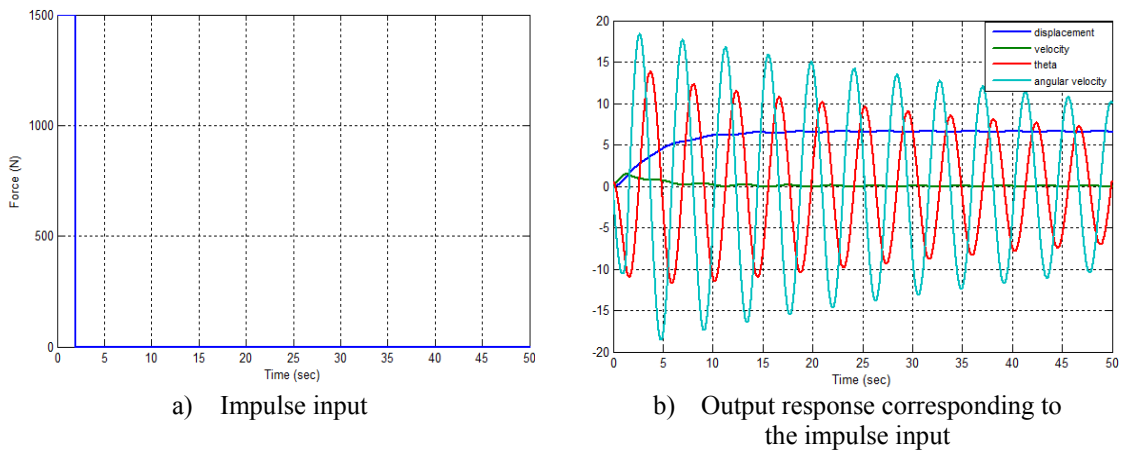 1500
1000
500
0
Force (N)
0 5 10 15 20 25 30 35 40 45 50
Time (sec)
a) Impulse input
20
15
10
5
0
-5
-10
-15
-20
displacement
velocity
theta
angular velocity
0 5 10 15 20 25 30 35 40 45 50
Time (sec)
b) Output response corresponding to
the impulse input